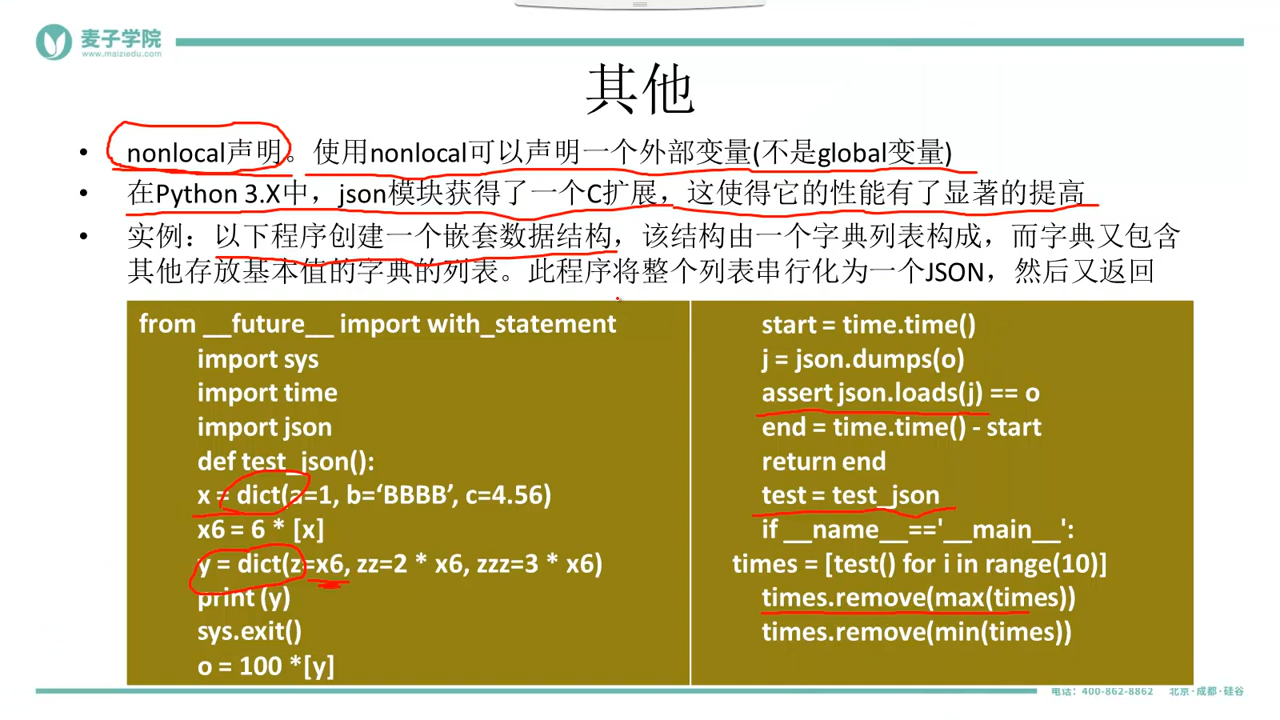 麦子学院
www.maiziedu.com
其他
• nonlocal声明。使用nonlocal可以声明一个外部变量(不是global变量)
• 在Python 3.X中，json模块获得了一个C扩展，这使得它的性能有了显著的提高
• 实例：以下程序创建一个嵌套数据结构，该结构由一个字典列表构成，而字典又包含
其他存放基本值的字典的列表。此程序将整个列表串行化为一个JSON，然后又返回
from __future__ import with_statement
import sys
import time
import json
def test_json():
x = dict(a=1, b=‘BBBB’, c=4.56)
x6 = 6 * [x]
y = dict(z=x6, zz=2 * x6, zzz=3 * x6)
print (y)
sys.exit()
o = 100 *[y]
start = time.time()
j = json.dumps(o)
assert json.loads(j) == o
end = time.time() - start
return end
test = test_json
if __name__=='__main__':
times = [test() for i in range(10)]
times.remove(max(times))
times.remove(min(times))
电话：400-862-8862 北京·成都·硅谷